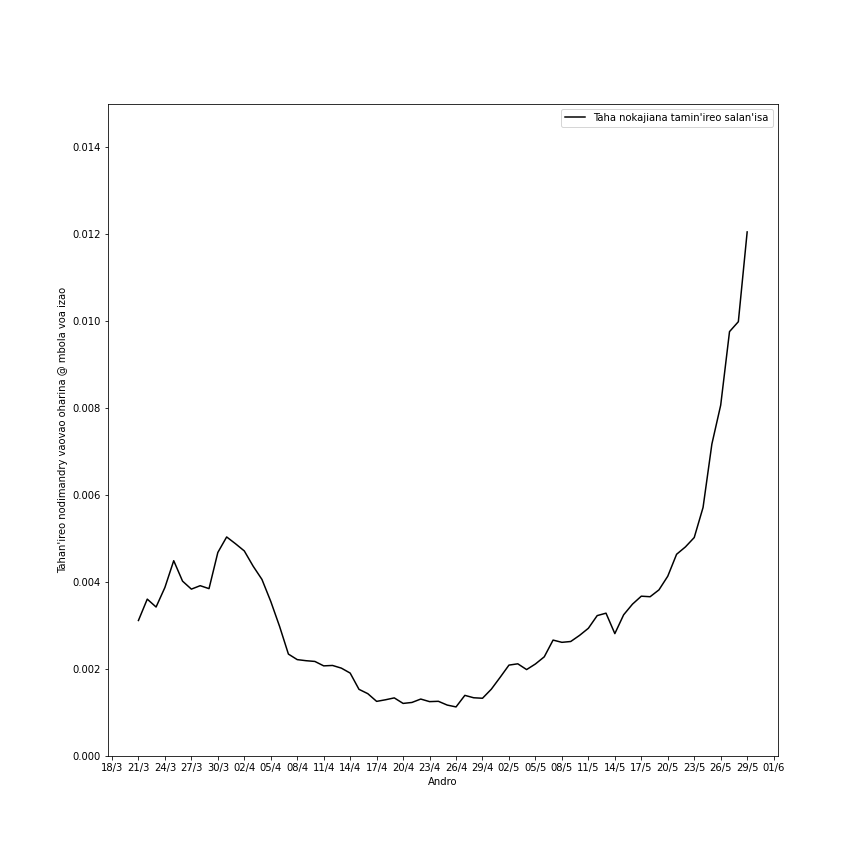 Taha nokajiana tamin'ireo salan'isa
0.014
0.012
0.010
0.008
0.006
0.004
0.002
0.000
Tahan'ireo nodimandry vaovao oharina @ mbola voa izao
18/3 21/3 24/3 27/3 30/3 02/4 05/4 08/4 11/4 14/4 17/4 20/4 23/4 26/4 29/4 02/5 05/5 08/5 11/5 14/5 17/5 20/5 23/5 26/5 29/5 01/6
Andro